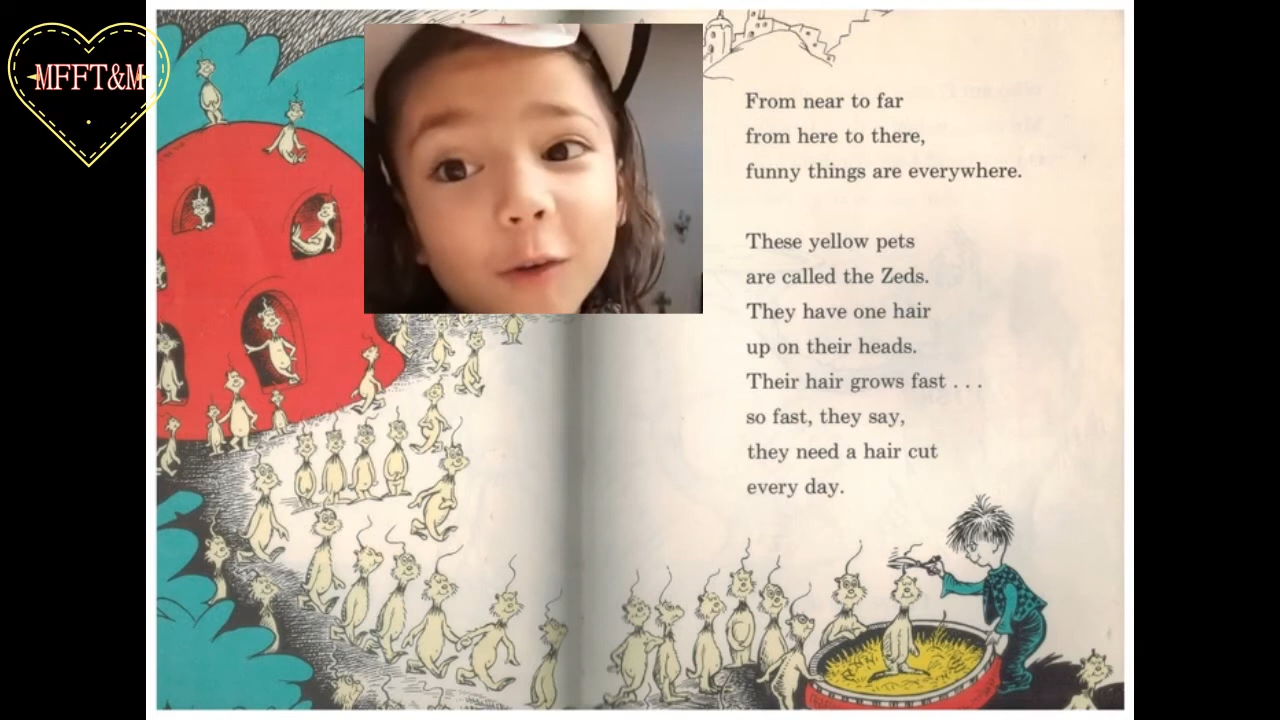 MFFT&M
From near to far
from here to there,
funny things are everywhere.
These yellow pets
are called the Zeds.
They have one hair
up on their heads.
Their hair grows fast . . .
so fast, they say,
they need a hair cut
every day.